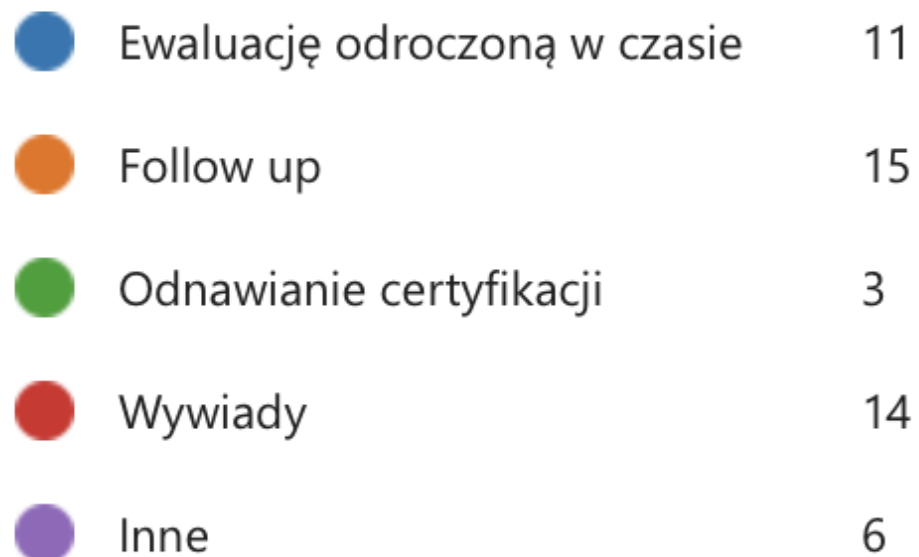 Ewaluację odroczoną w czasie 11
Follow up 15
Odnawianie certyfikacji 3
Wywiady 14
Inne 6